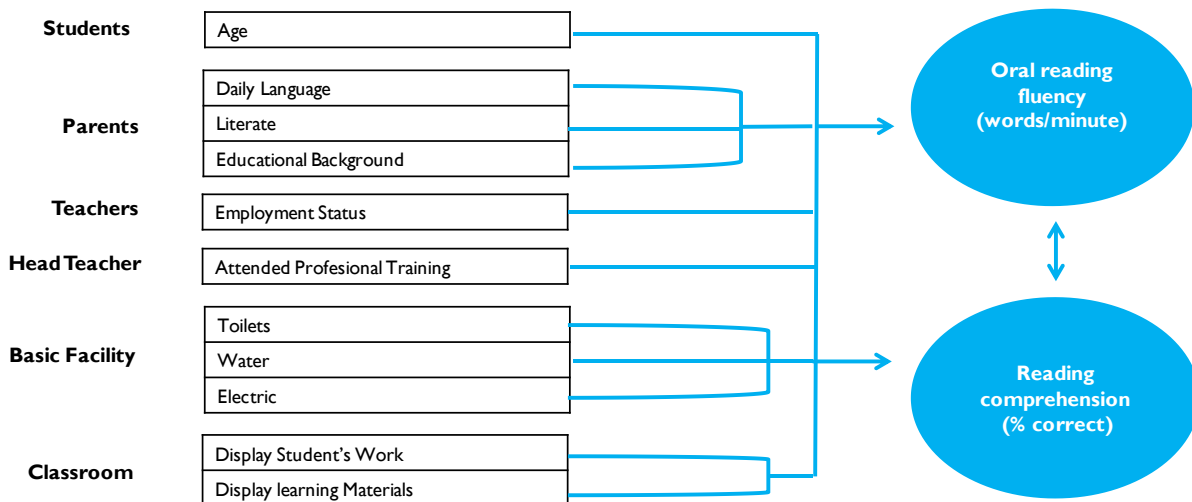 Students
Age
Parents
Daily Language
Literate
Educational Background
Teachers
Employment Status
Head Teacher
Attended Profesional Training
Basic Facility
Toilets
Water
Electric
Classroom
Display Student's Work
Display learning Materials
Oral reading
fluency
(words/minute)
Reading
comprehension
(% correct)